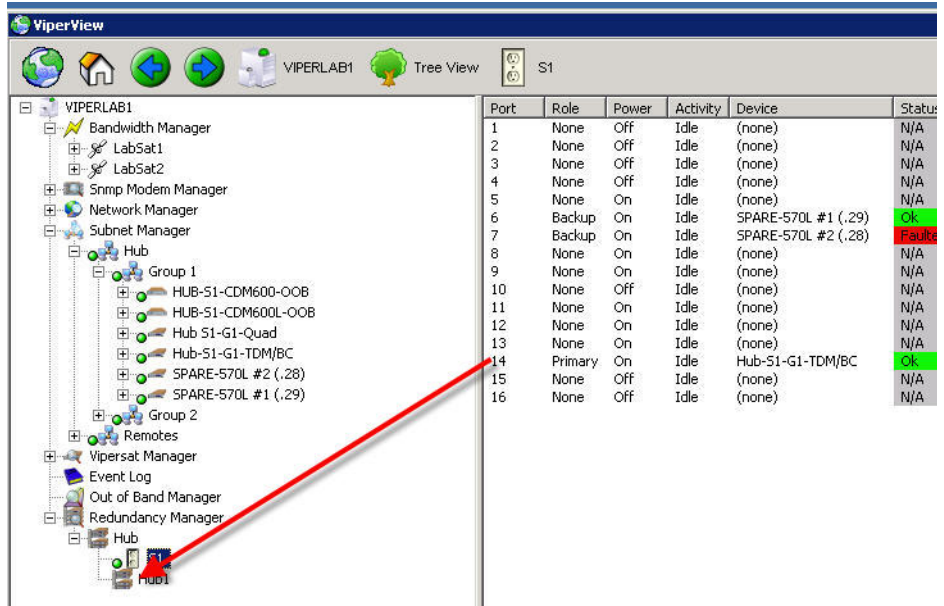 ViperView
VIPERLAB1 Tree View S1
VIPERLAB1
Bandwidth Manager
LabSat1
LabSat2
Snmp Modem Manager
Network Manager
Subnet Manager
Hub
Group 1
HUB-S1-CDM600-OOB
HUB-S1-CDM600L-OOB
Hub S1-G1-Quad
Hub-S1-G1-TDM/BC
SPARE-570L #2 (.28)
SPARE-570L #1 (.29)
Group 2
Remotes
Vipersat Manager
Event Log
Out of Band Manager
Redundancy Manager
Hub
S1
Hub1
Port Role Power Activity Device Status
1 None Off Idle (none) N/A
2 None Off Idle (none) N/A
3 None Off Idle (none) N/A
4 None Off Idle (none) N/A
5 None On Idle (none) N/A
6 Backup On Idle SPARE-570L #1 (.29) Ok
7 Backup On Idle SPARE-570L #2 (.28) Faulte
8 None On Idle (none) N/A
9 None On Idle (none) N/A
10 None Off Idle (none) N/A
11 None On Idle (none) N/A
12 None On Idle (none) N/A
13 None On Idle (none) N/A
14 Primary On Idle Hub-S1-G1-TDM/BC Ok
15 None Off Idle (none) N/A
16 None Off Idle (none) N/A